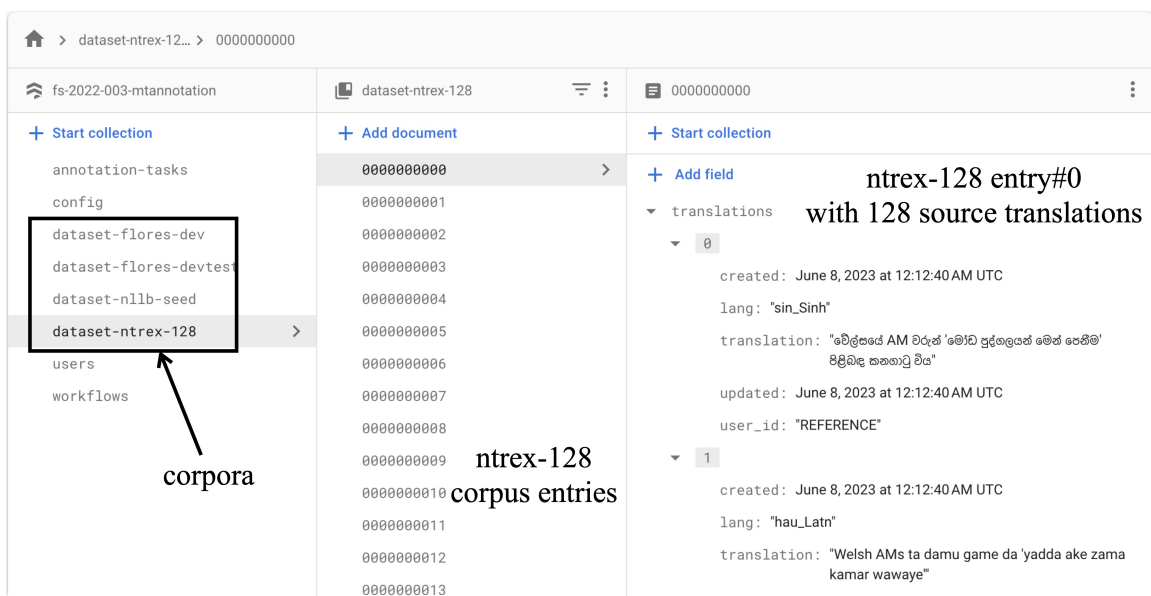 dataset-ntrex-12… > 0000000000
fs-2022-003-mtannotation
+ Start collection
annotation-tasks
config
dataset-flores-dev
dataset-flores-devtest
dataset-nllb-seed
dataset-ntrex-128
users
workflows
corpora
dataset-ntrex-128
+ Add document
0000000000
0000000001
0000000002
0000000003
0000000004
0000000005
0000000006
0000000007
0000000008
0000000009
0000000010
0000000011
0000000012
0000000013
ntrex-128
corpus entries
0000000000
+ Start collection
+ Add field
ntrex-128 entry#0
with 128 source translations
translations
0
created: June 8, 2023 at 12:12:40 AM UTC
lang: "sin_Sinh"
translation: "වේල්සයේ AM වරුන් 'මෝඩ පුද්ගලයන් මෙන් පෙනීම'
පිළිබඳ කනගාටු විය"
updated: June 8, 2023 at 12:12:40 AM UTC
user_id: "REFERENCE"
1
created: June 8, 2023 at 12:12:40 AM UTC
lang: "hau_Latn"
translation: "Welsh AMs ta damu game da 'yadda ake zama
kamar wawaye'"